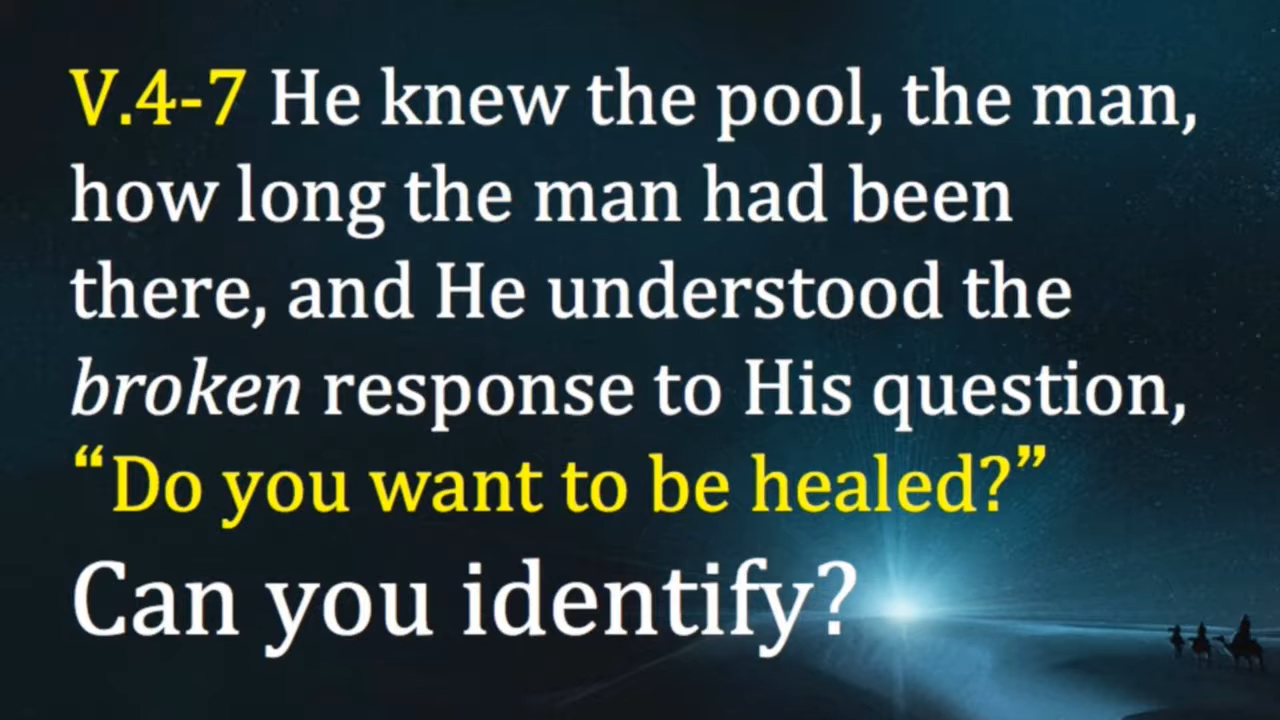 V.4-7 He knew the pool, the man,
how long the man had been
there, and He understood the
broken response to His question,
“Do you want to be healed?”
Can you identify?